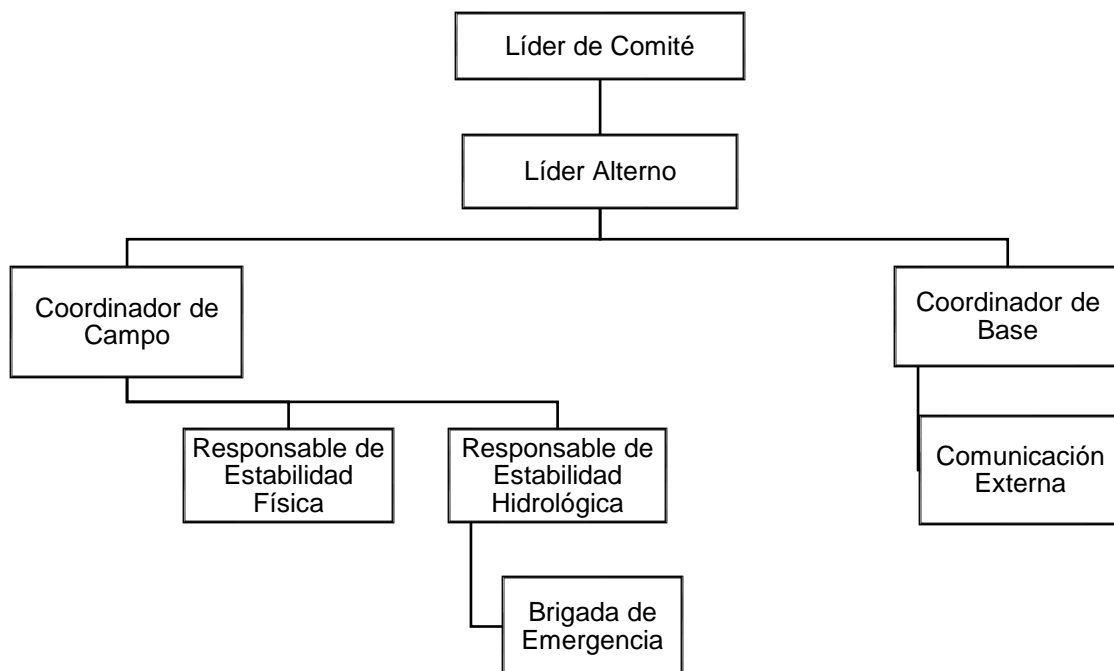 Líder de Comité
Líder Alterno
Coordinador de
Campo
Coordinador de
Base
Responsable de
Estabilidad
Física
Responsable de
Estabilidad
Hidrológica
Comunicación
Externa
Brigada de
Emergencia